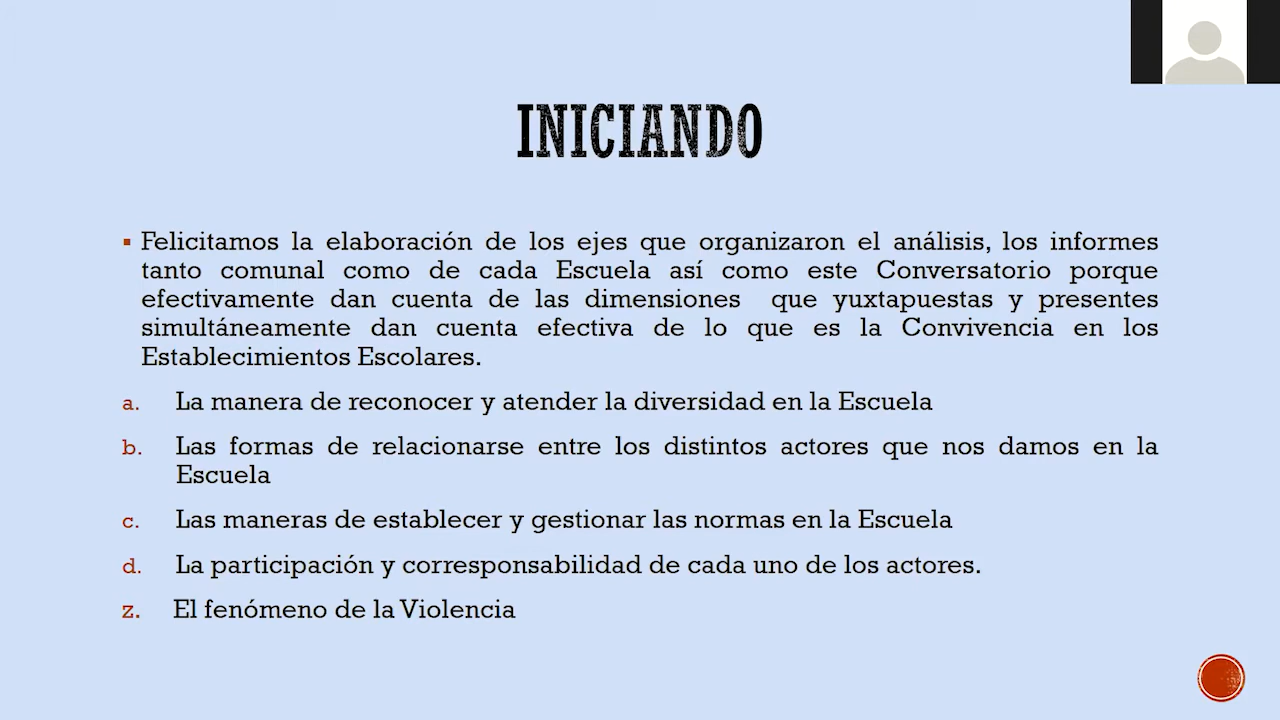 INICIANDO
▪ Felicitamos la elaboración de los ejes que organizaron el análisis, los informes
tanto comunal como de cada Escuela así como este Conversatorio porque
efectivamente dan cuenta de las dimensiones que yuxtapuestas y presentes
simultáneamente dan cuenta efectiva de lo que es la Convivencia en los
Establecimientos Escolares.
a. La manera de reconocer y atender la diversidad en la Escuela
b. Las formas de relacionarse entre los distintos actores que nos damos en la
Escuela
c. Las maneras de establecer y gestionar las normas en la Escuela
d. La participación y corresponsabilidad de cada uno de los actores.
z. El fenómeno de la Violencia